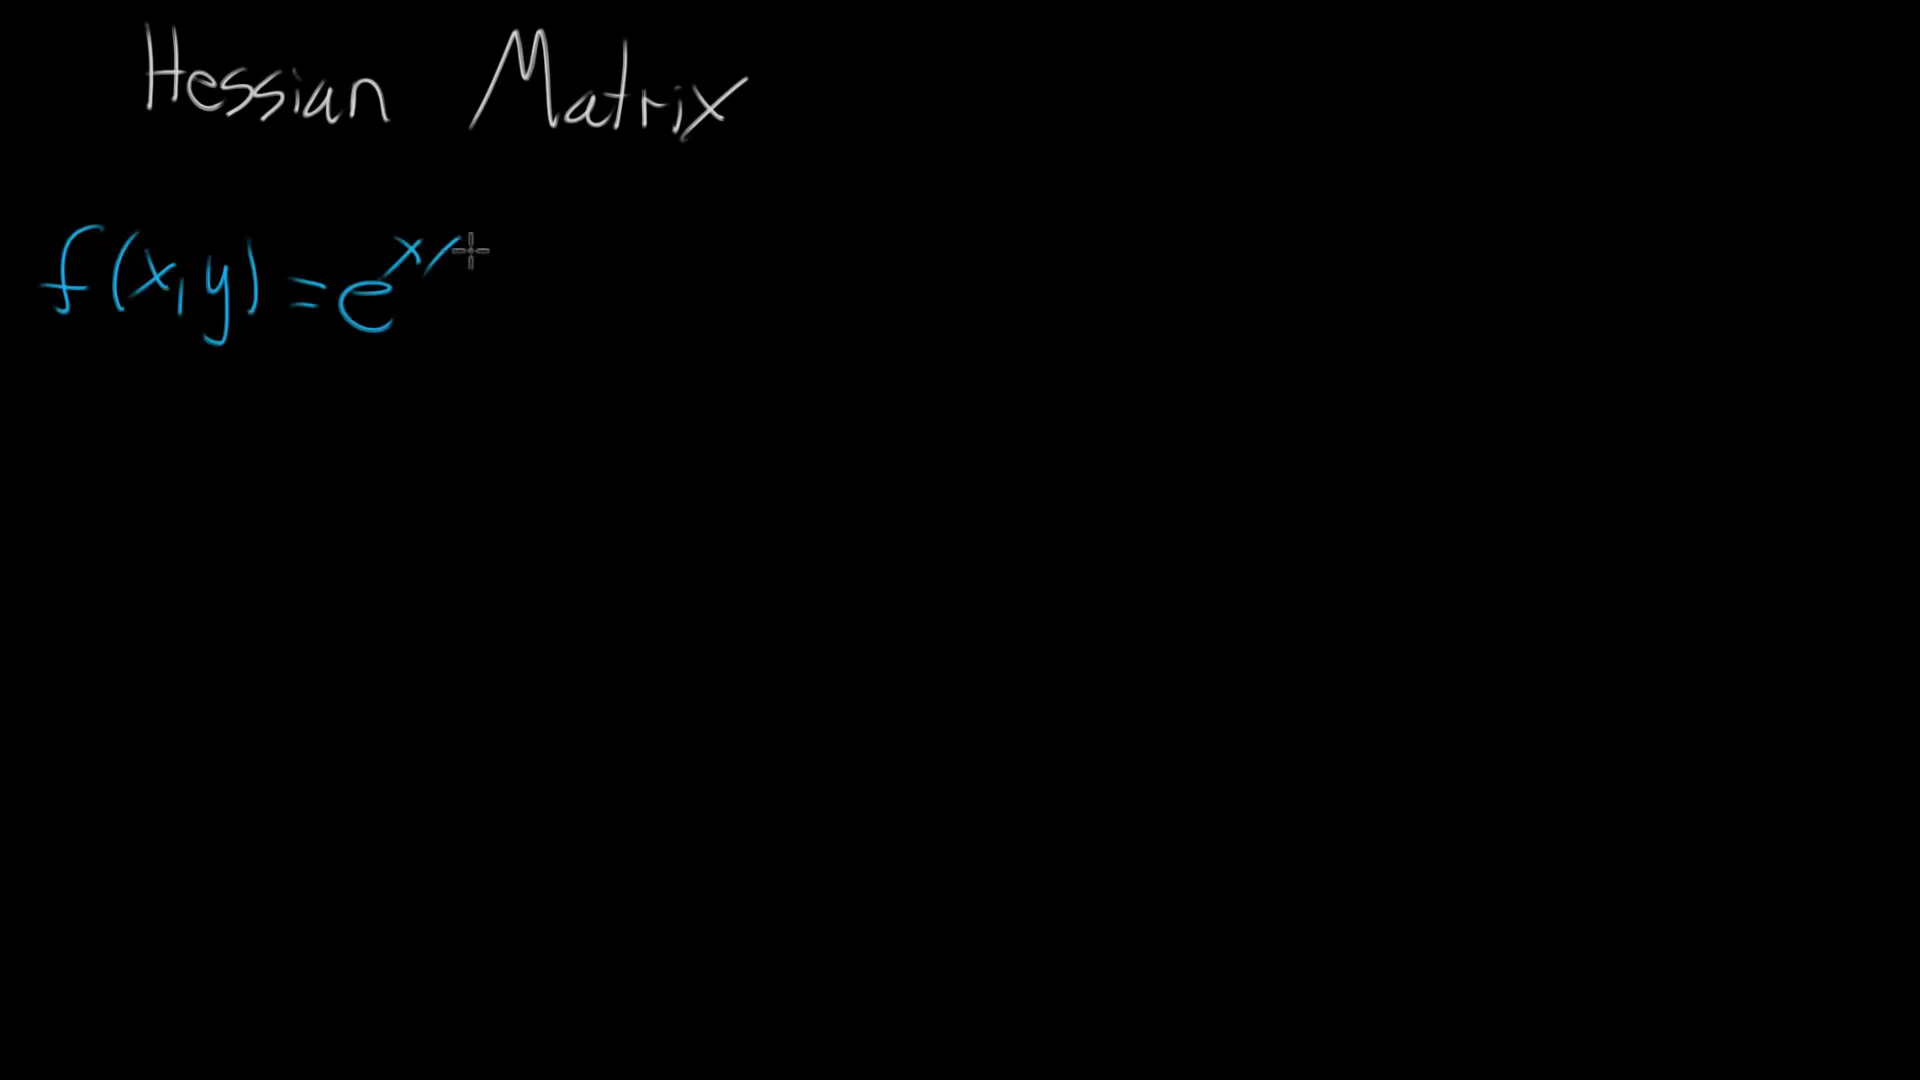 Hessian Matrix
f(x,y) = e^x/